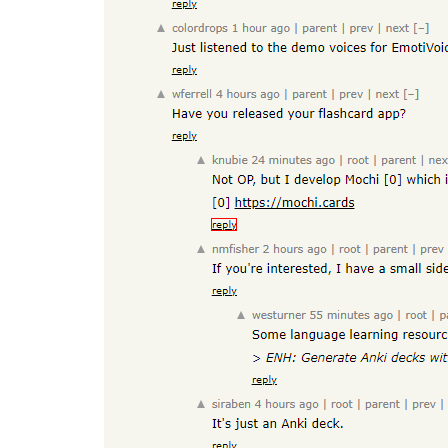 reply
▲ colordrops 1 hour ago | parent | prev | next [–]
Just listened to the demo voices for EmotiVoi
reply
▲ wferrell 4 hours ago | parent | prev | next [–]
Have you released your flashcard app?
reply
▲ knubie 24 minutes ago | root | parent | nex
Not OP, but I develop Mochi [0] which i
[0] https://mochi.cards
reply
▲ nmfisher 2 hours ago | root | parent | prev
If you're interested, I have a small side
reply
▲ westurner 55 minutes ago | root | p
Some language learning resourc
> ENH: Generate Anki decks wit
reply
▲ siraben 4 hours ago | root | parent | prev |
It's just an Anki deck.
reply